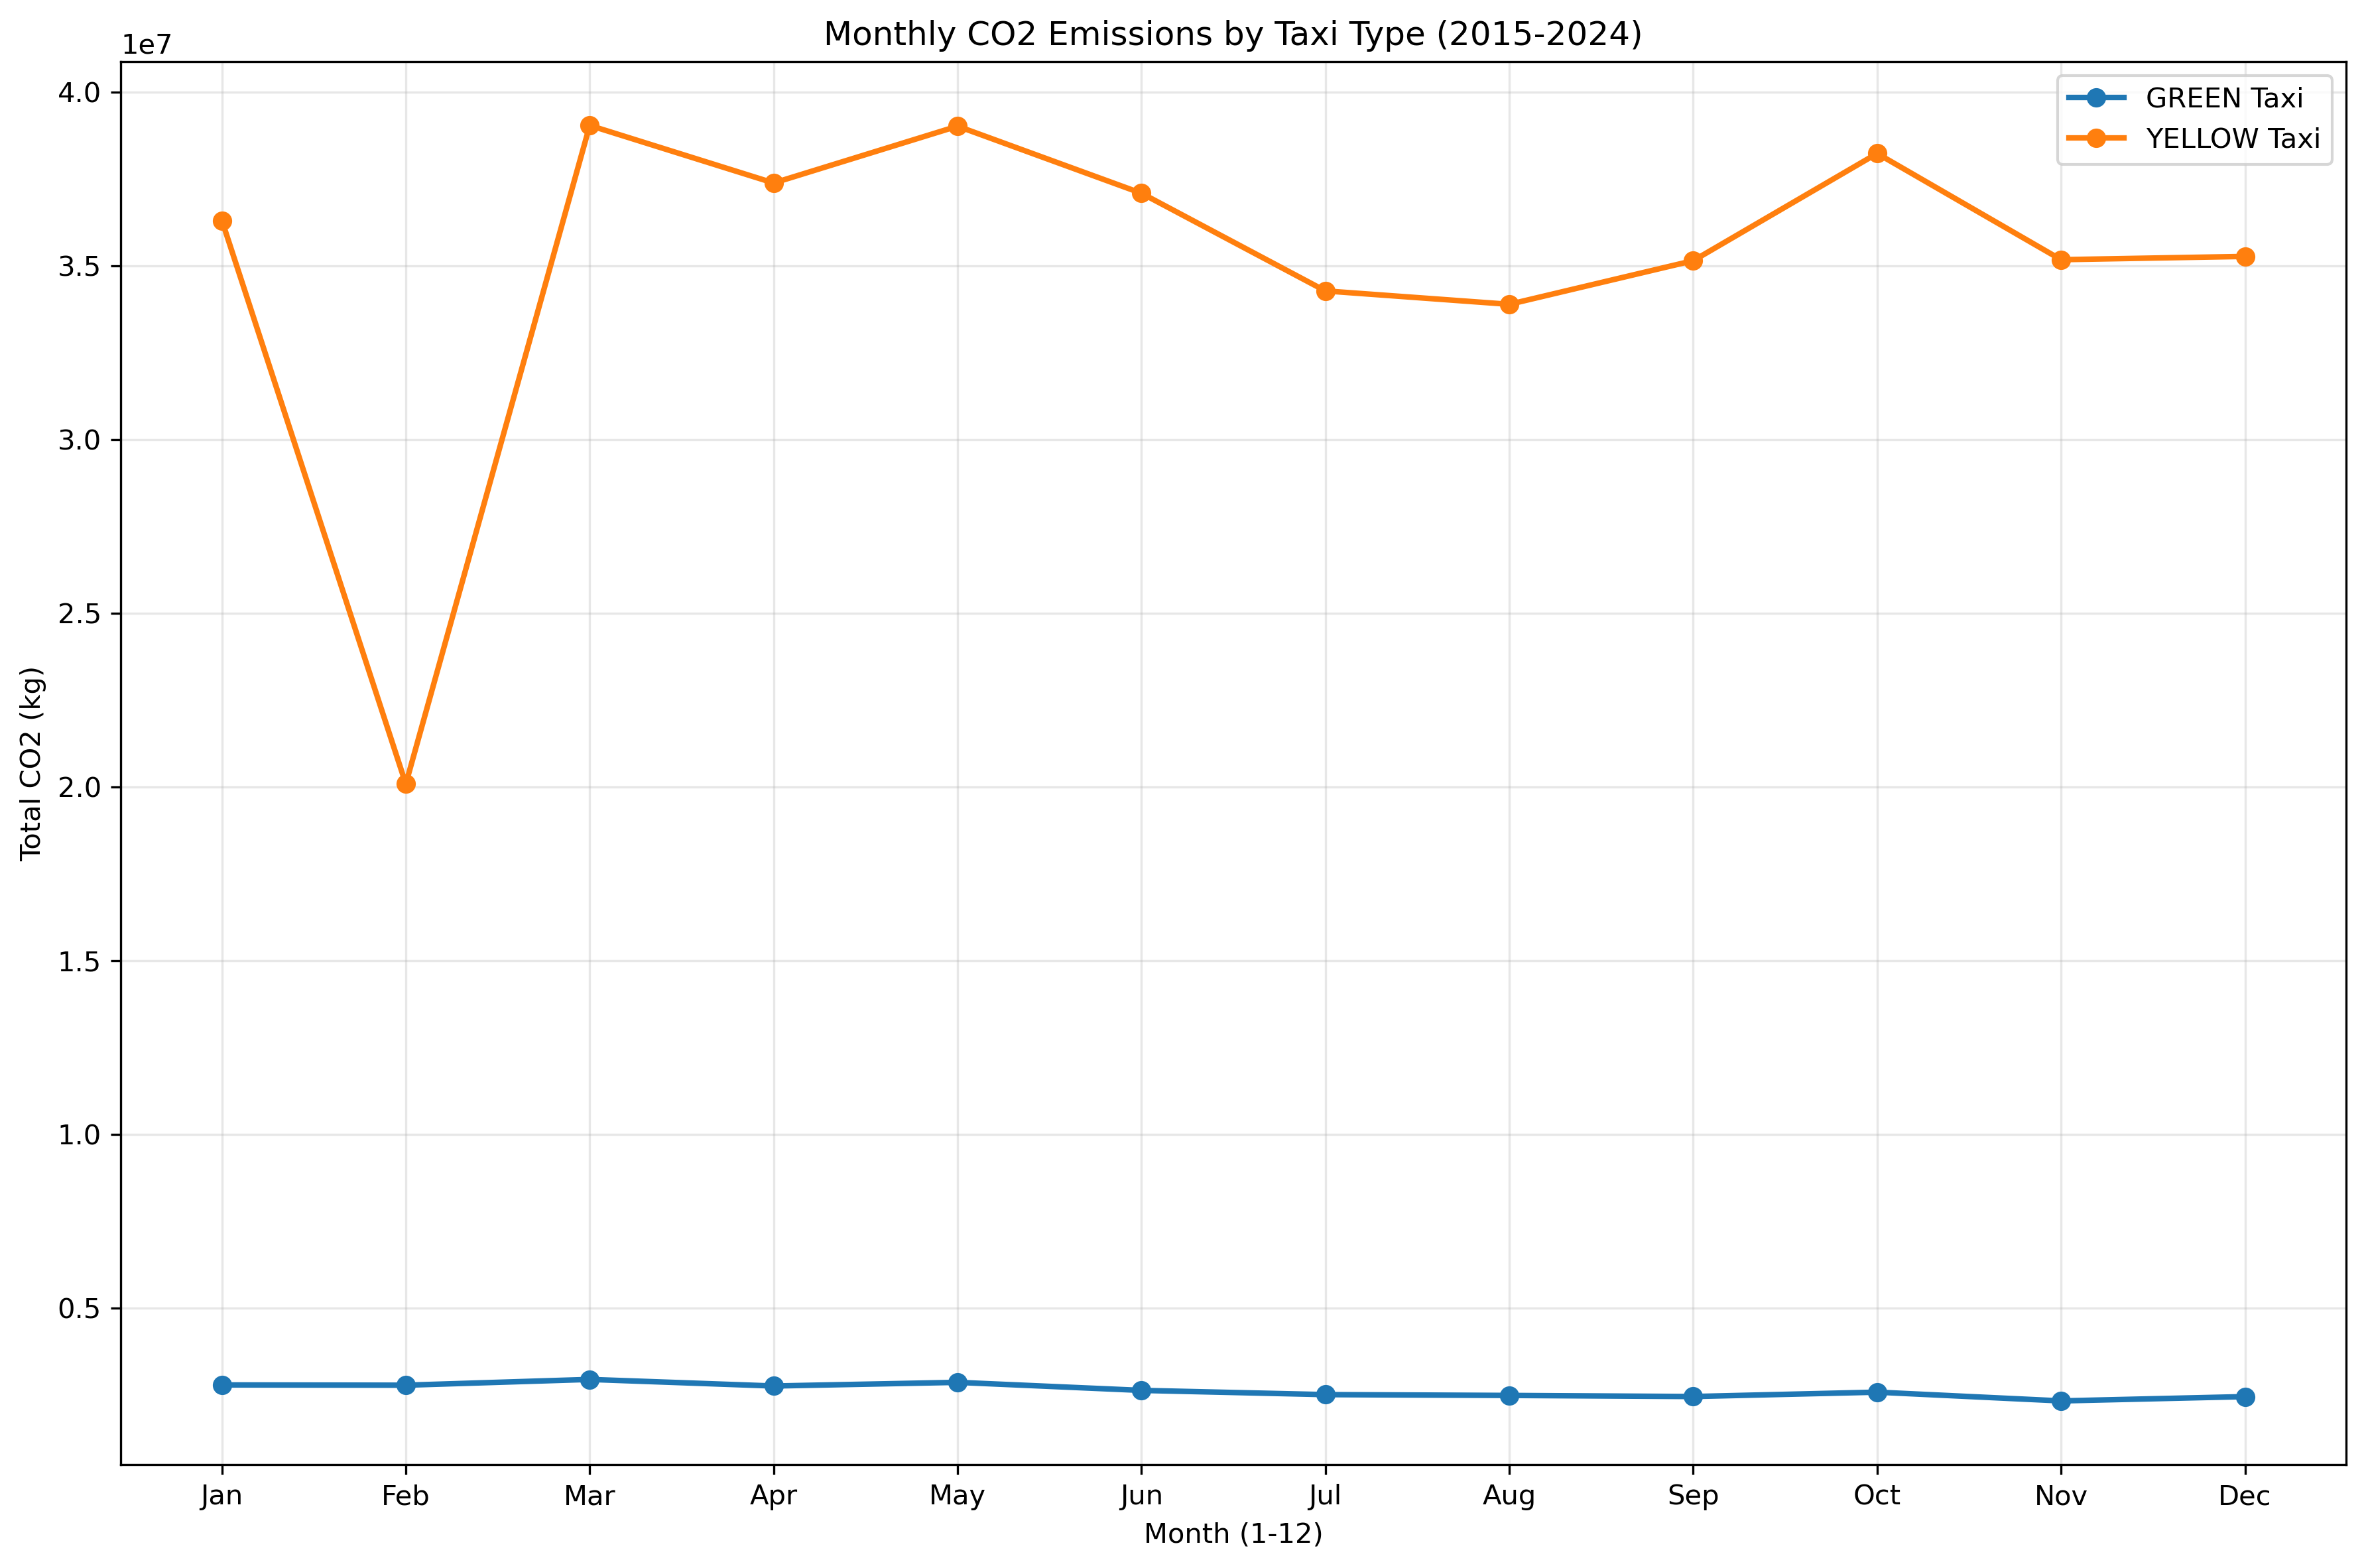 Monthly CO2 Emissions by Taxi Type (2015-2024)
1e7
GREEN Taxi
YELLOW Taxi
4.0
3.5
3.0
2.5
2.0
1.5
1.0
0.5
Total CO2 (kg)
Jan Feb Mar Apr May Jun Jul Aug Sep Oct Nov Dec
Month (1-12)